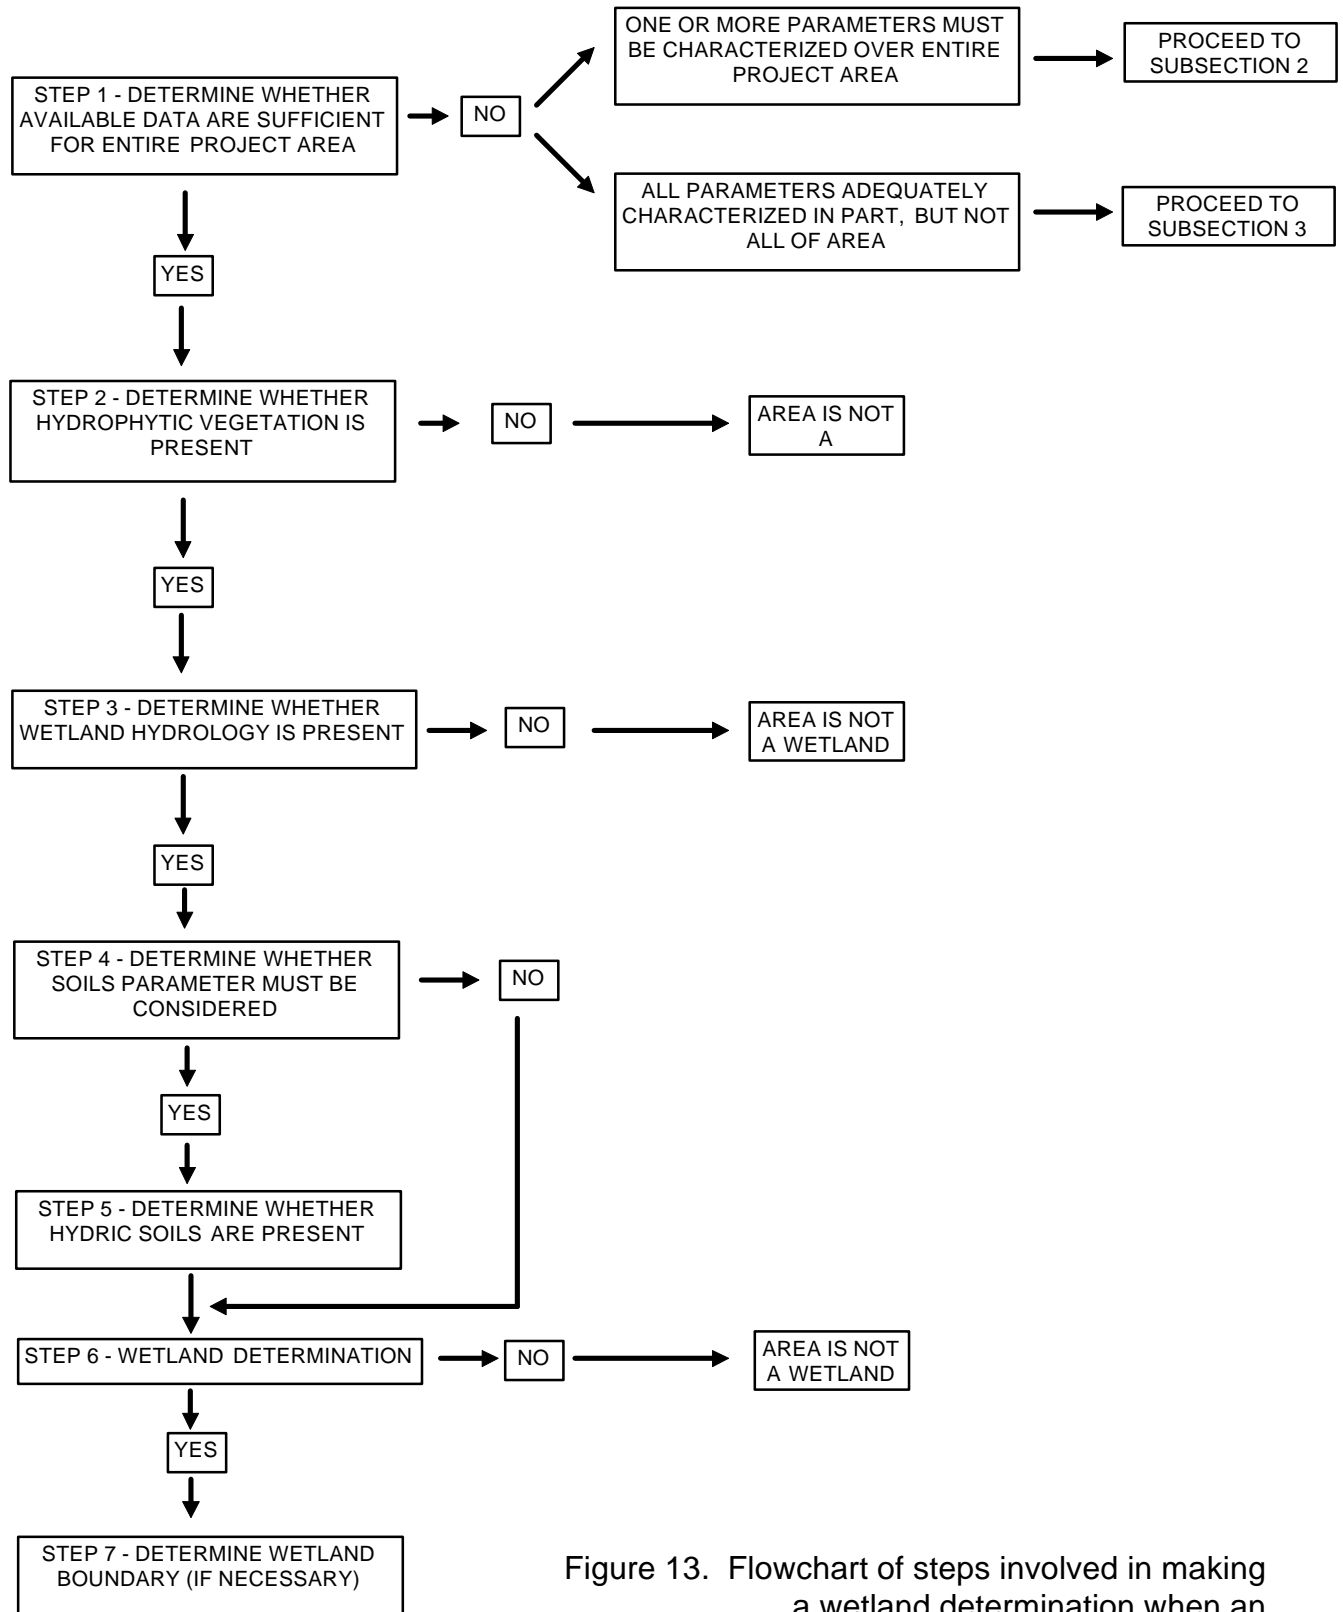 ONE OR MORE PARAMETERS MUST
BE CHARACTERIZED OVER ENTIRE
PROJECT AREA
PROCEED TO
SUBSECTION 2
STEP 1 - DETERMINE WHETHER
AVAILABLE DATA ARE SUFFICIENT
FOR ENTIRE PROJECT AREA
NO
ALL PARAMETERS ADEQUATELY
CHARACTERIZED IN PART, BUT NOT
ALL OF AREA
PROCEED TO
SUBSECTION 3
YES
STEP 2 - DETERMINE WHETHER
HYDROPHYTIC VEGETATION IS
PRESENT
NO
AREA IS NOT
A
YES
STEP 3 - DETERMINE WHETHER
WETLAND HYDROLOGY IS PRESENT
NO
AREA IS NOT
A WETLAND
YES
STEP 4 - DETERMINE WHETHER
SOILS PARAMETER MUST BE
CONSIDERED
NO
YES
STEP 5 - DETERMINE WHETHER
HYDRIC SOILS ARE PRESENT
STEP 6 - WETLAND DETERMINATION
NO
AREA IS NOT
A WETLAND
YES
STEP 7 - DETERMINE WETLAND
BOUNDARY (IF NECESSARY)
Figure 13. Flowchart of steps involved in making
a wetland determination when an